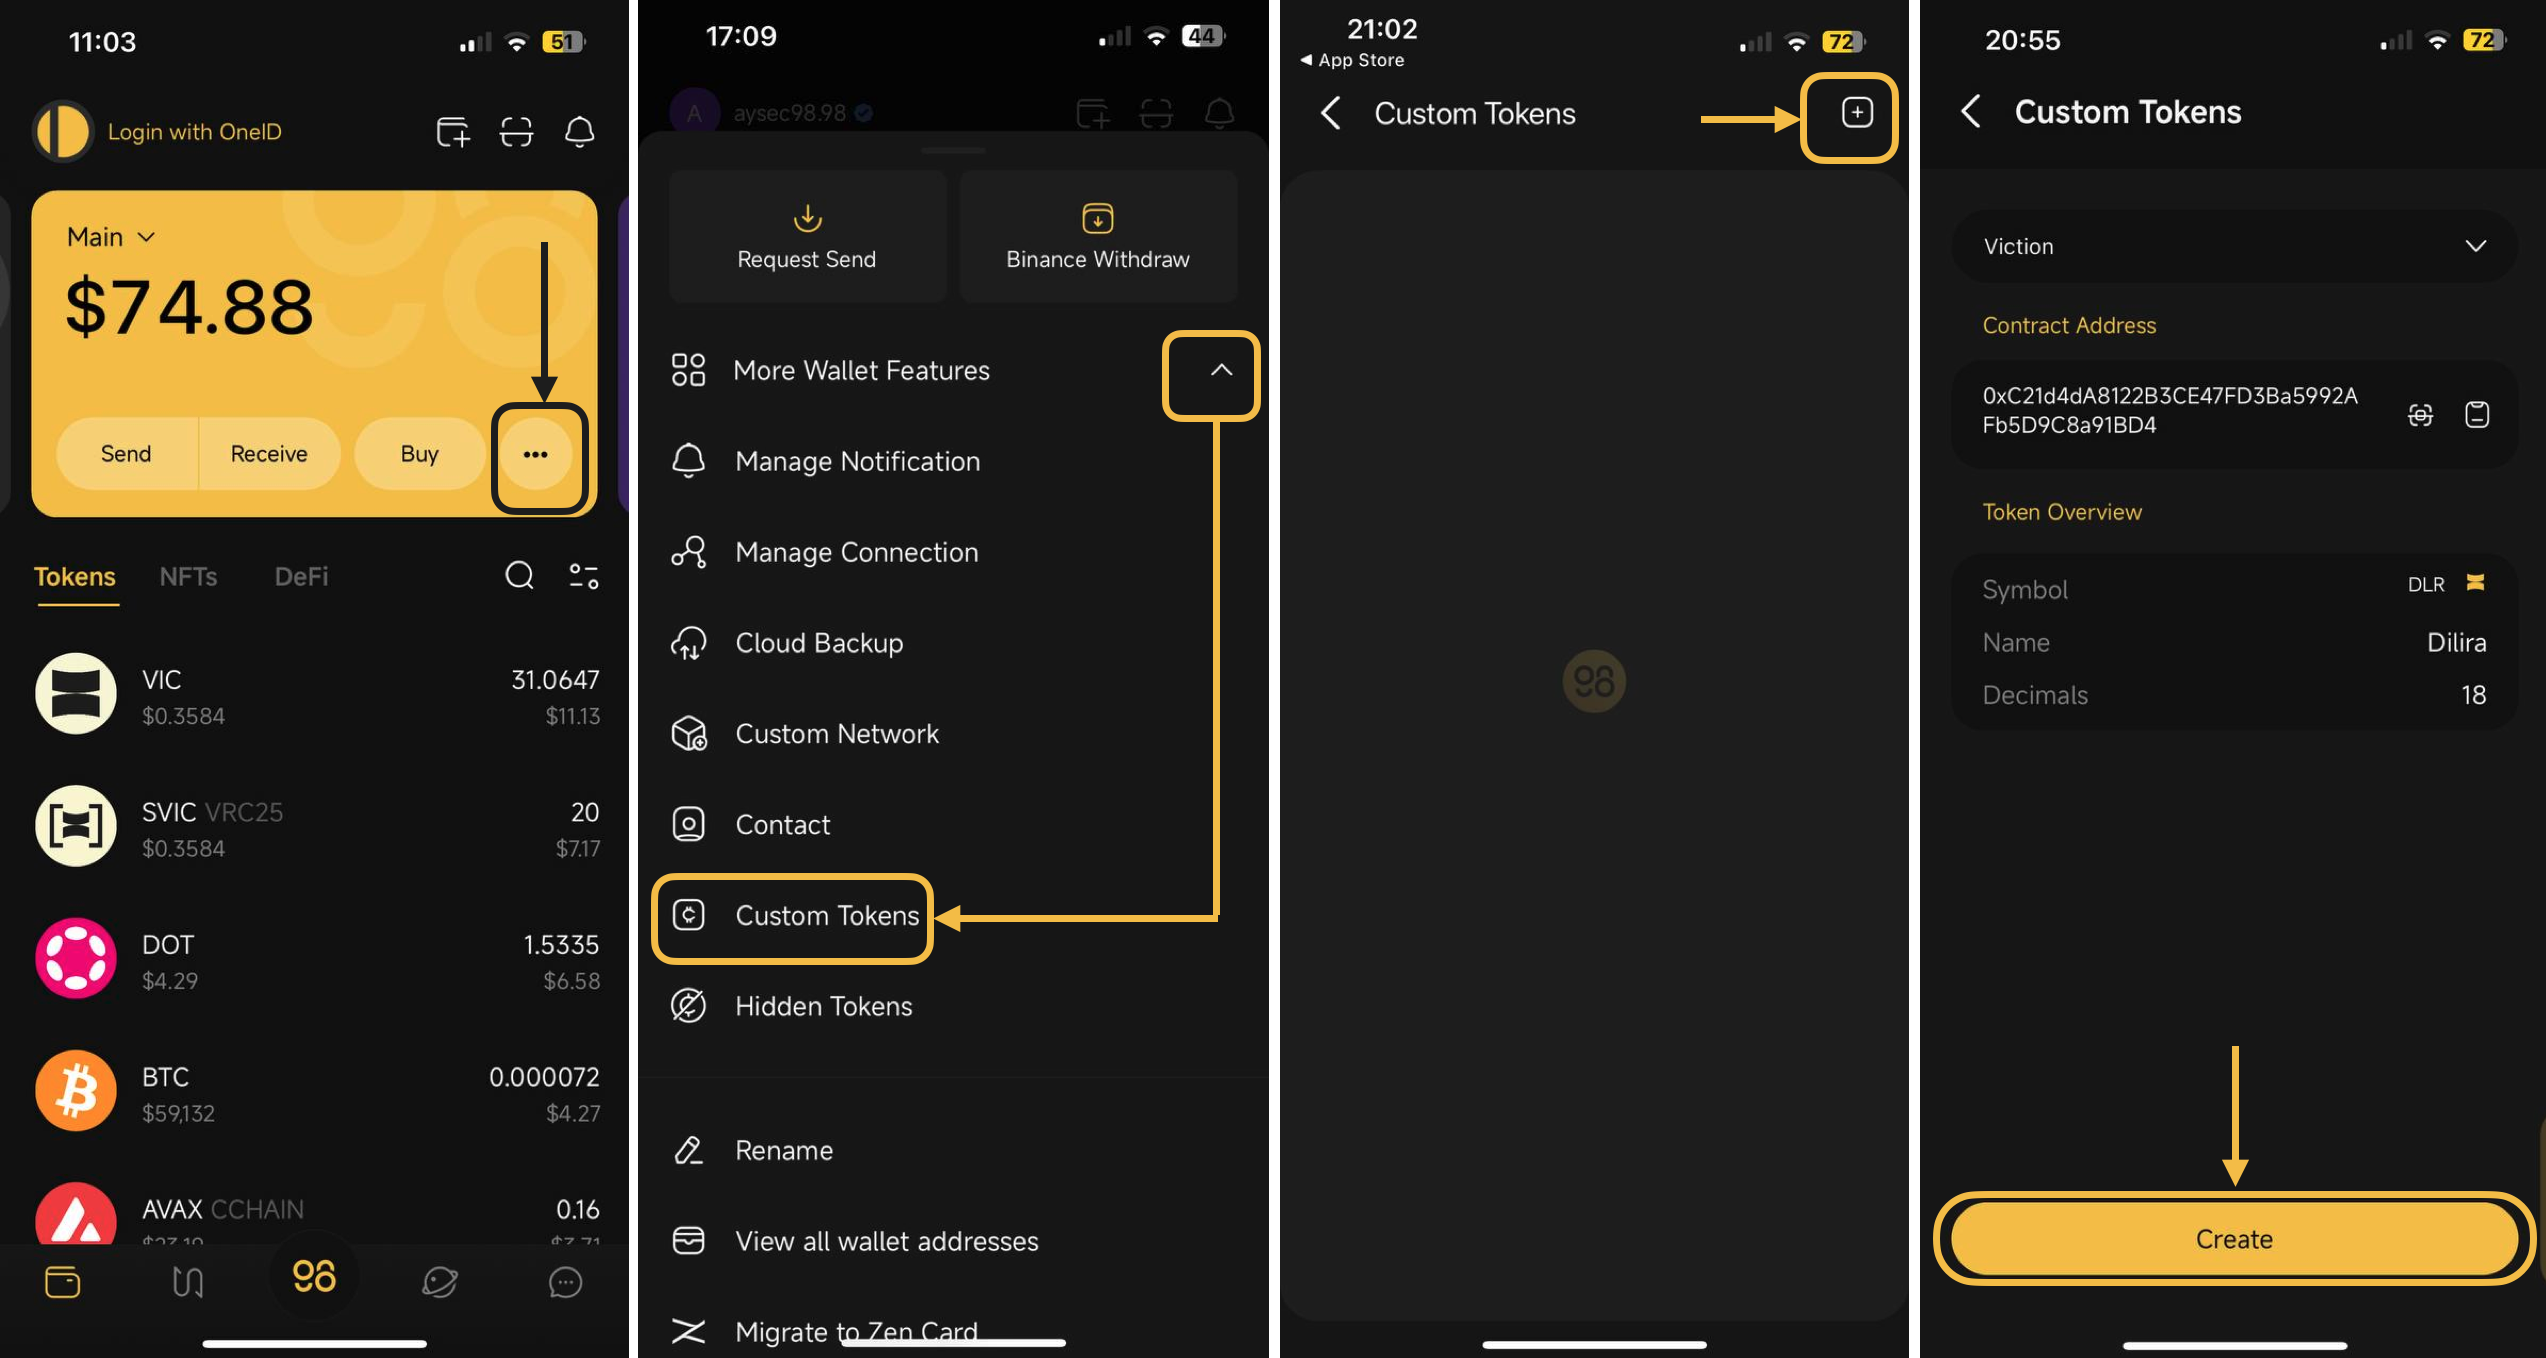 11:03
51
Login with OneID
Main
$74.88
Send
Receive
Buy
Tokens
NFTs
DeFi
VIC
31.0647
$0.3584
$11.13
SVIC VRC25
20
$0.3584
$7.17
DOT
1.5335
$4.29
$6.58
BTC
0.000072
$59,132
$4.27
AVAX CCHAIN
0.16
98
17:09
44
A
aysec98.98
Request Send
Binance Withdraw
More Wallet Features
Manage Notification
Manage Connection
Cloud Backup
Custom Network
Contact
Custom Tokens
Hidden Tokens
Rename
View all wallet addresses
Migrate to Zen Card
21:02
72
App Store
Custom Tokens
98
20:55
72
Custom Tokens
Viction
Contract Address
0xC21d4dA8122B3CE47FD3Ba5992A
Fb5D9C8a91BD4
Token Overview
Symbol
DLR
Name
Dilira
Decimals
18
Create